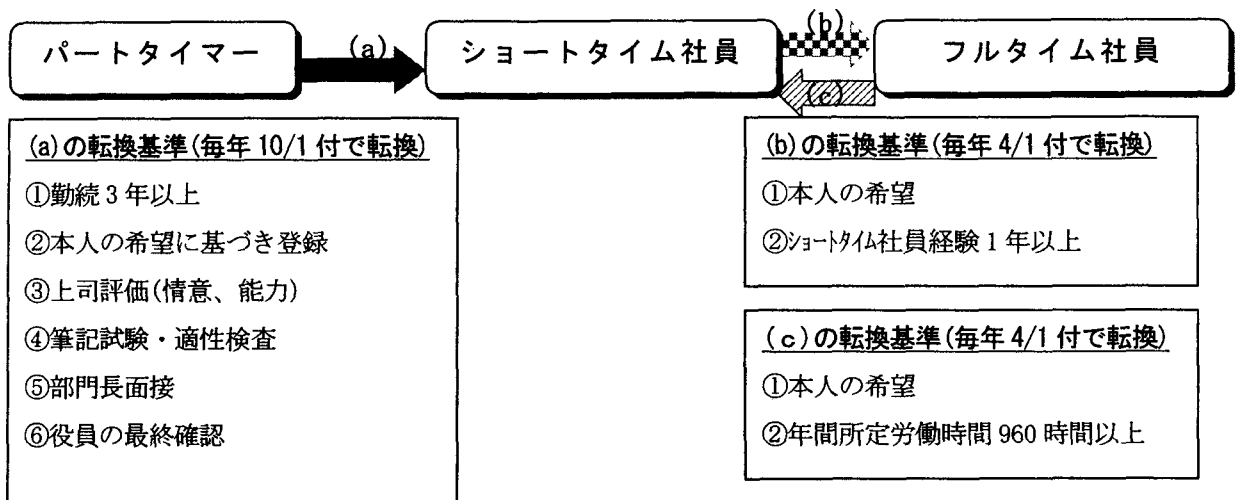 パートタイマー
(a)
ショートタイム社員
(b)
(c)
フルタイム社員
(a)の転換基準(毎年10/1付で転換)
①勤続3年以上
②本人の希望に基づき登録
③上司評価(情意、能力)
④筆記試験・適性検査
⑤部門長面接
⑥役員の最終確認
(b)の転換基準(毎年4/1付で転換)
①本人の希望
②ｼｮｰﾄﾀｲﾑ社員経験1年以上
(ｃ)の転換基準(毎年4/1付で転換)
①本人の希望
②年間所定労働時間960時間以上